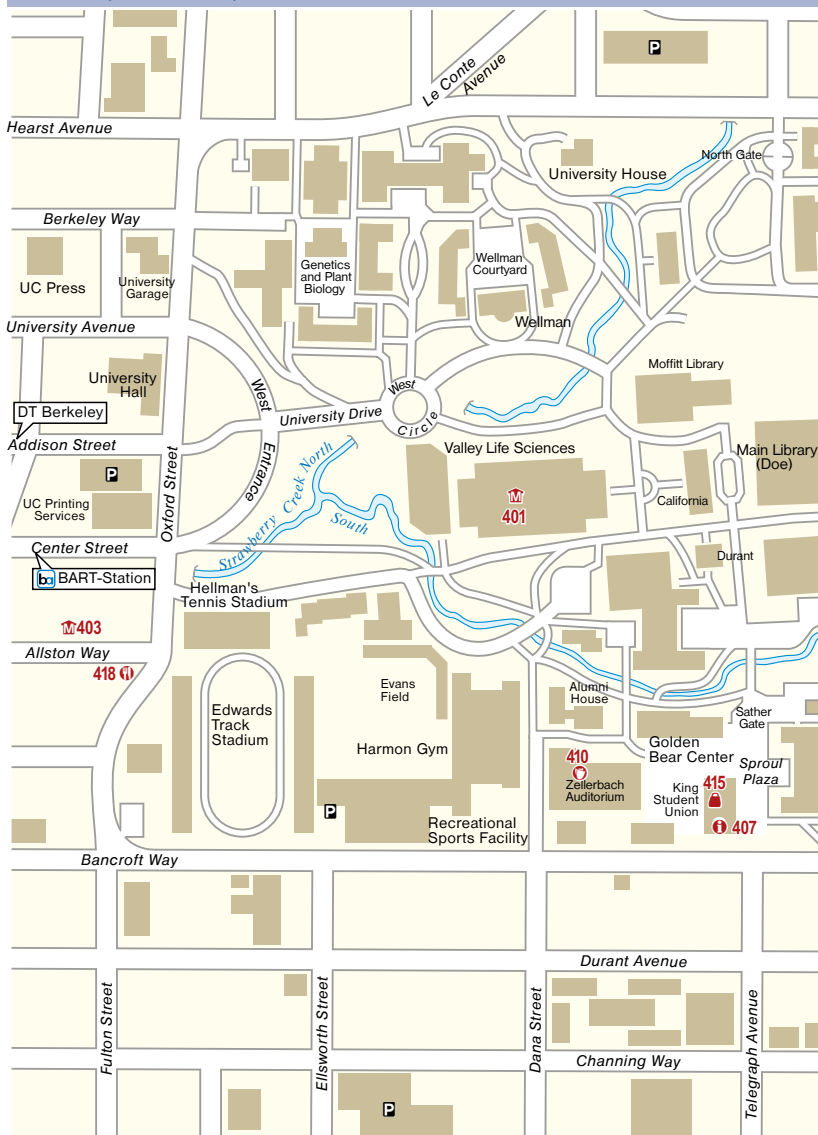 Le Conte
Avenue
P
Hearst Avenue
North Gate
University House
Berkeley Way
Wellman
Courtyard
Genetics
and Plant
Biology
UC Press
University
Garage
University Avenue
Wellman
Moffitt Library
University
Hall
West
West
Circle
DT Berkeley
University Drive
Addison Street
Entrance
Valley Life Sciences
Main Library
(Doe)
P
Oxford Street
M
401
California
UC Printing
Services
Strawberry Creek North
South
Center Street
Durant
ba BART-Station
Hellman's
Tennis Stadium
M 403
Allston Way
418
Evans
Field
Alumni
House
Edwards
Track
Stadium
Sather
Gate
Harmon Gym
Golden
Bear Center
410
Sproul
Plaza
Zellerbach
Auditorium
King
Student
Union
415
P
Recreational
Sports Facility
407
Bancroft Way
Durant Avenue
Fulton Street
Ellsworth Street
Dana Street
Telegraph Avenue
Channing Way
P